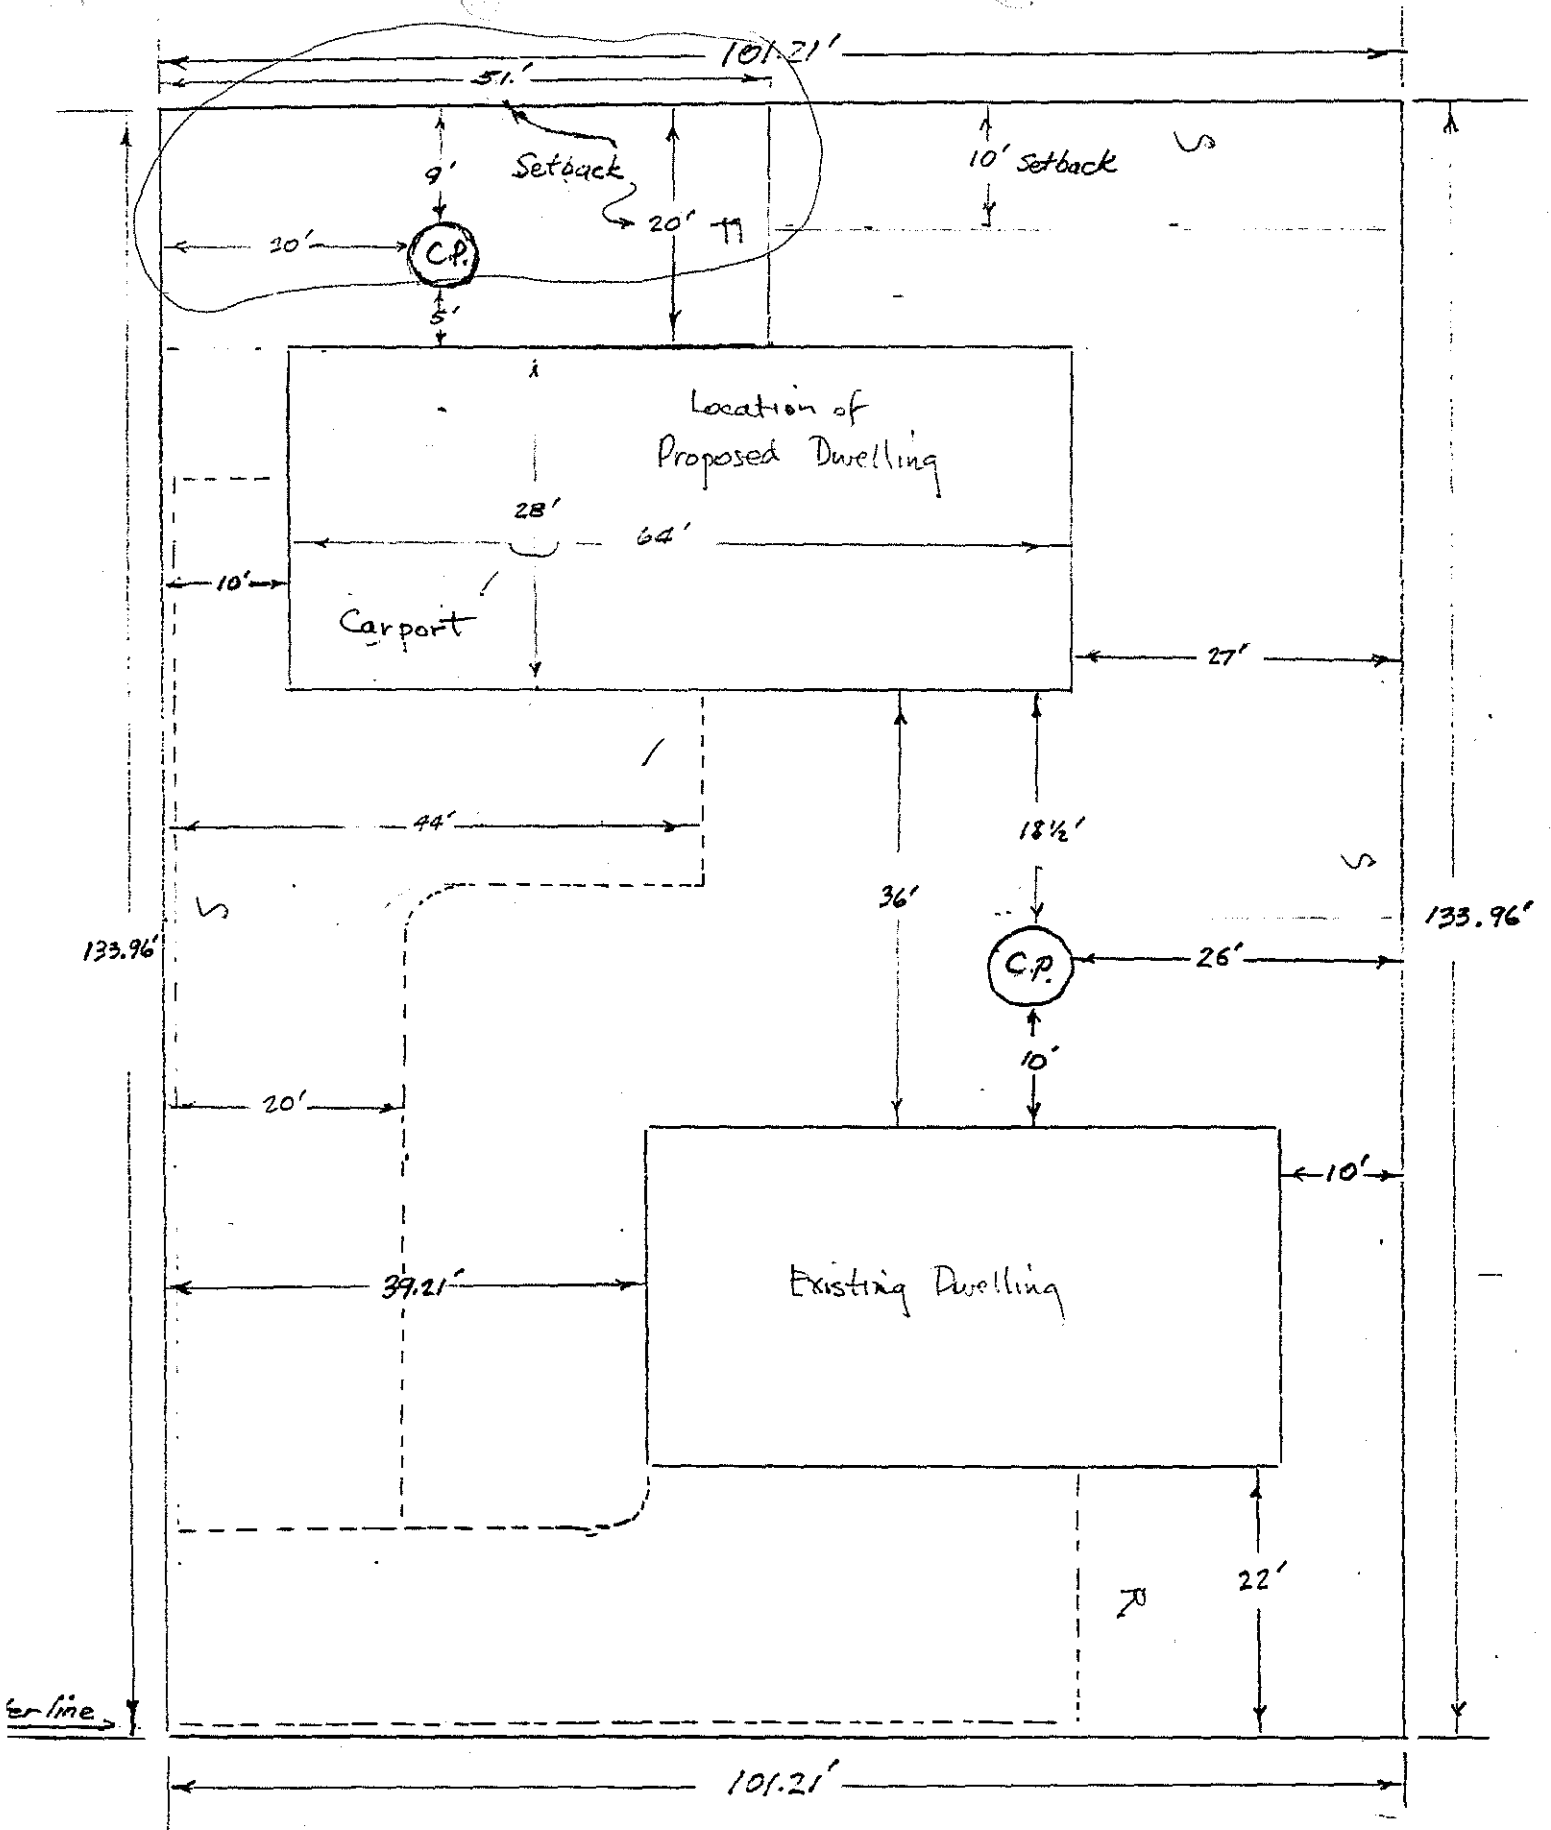 101.21'
51.'
9'
Setback
10' Setback
20'
20'
C.P.
5'
Location of
Proposed Dwelling
28'
64'
10'
Carport
27'
44'
18½'
36'
133.96'
133.96'
C.P.
26'
10'
20'
10'
39.21'
Existing Dwelling
22'
R
er line
101.21'